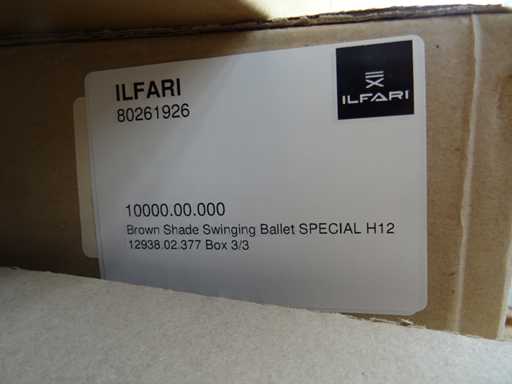 ILFARI
80261926
ILFARI
10000.00.000
Brown Shade Swinging Ballet SPECIAL H12
12938.02.377 Box 3/3